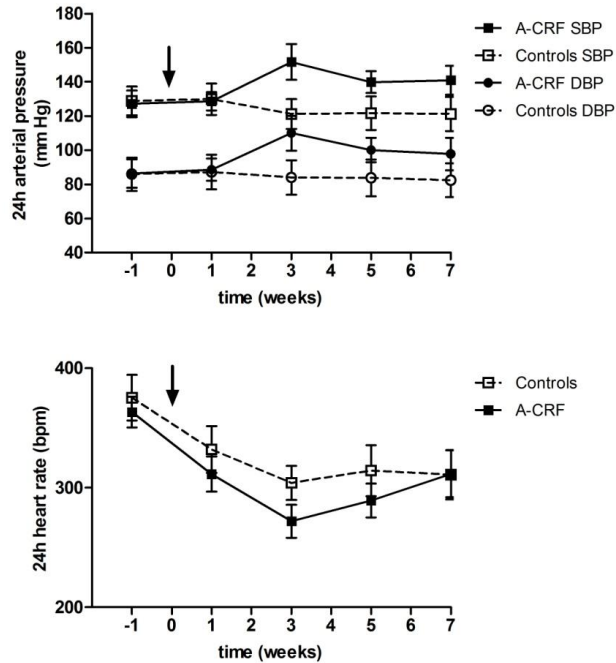 180
160
140
120
100
80
60
40
24h arterial pressure
(mm Hg)
-1 0 1 2 3 4 5 6 7
time (weeks)
A-CRF SBP
Controls SBP
A-CRF DBP
Controls DBP
400
300
200
24h heart rate (bpm)
-1 0 1 2 3 4 5 6 7
time (weeks)
Controls
A-CRF